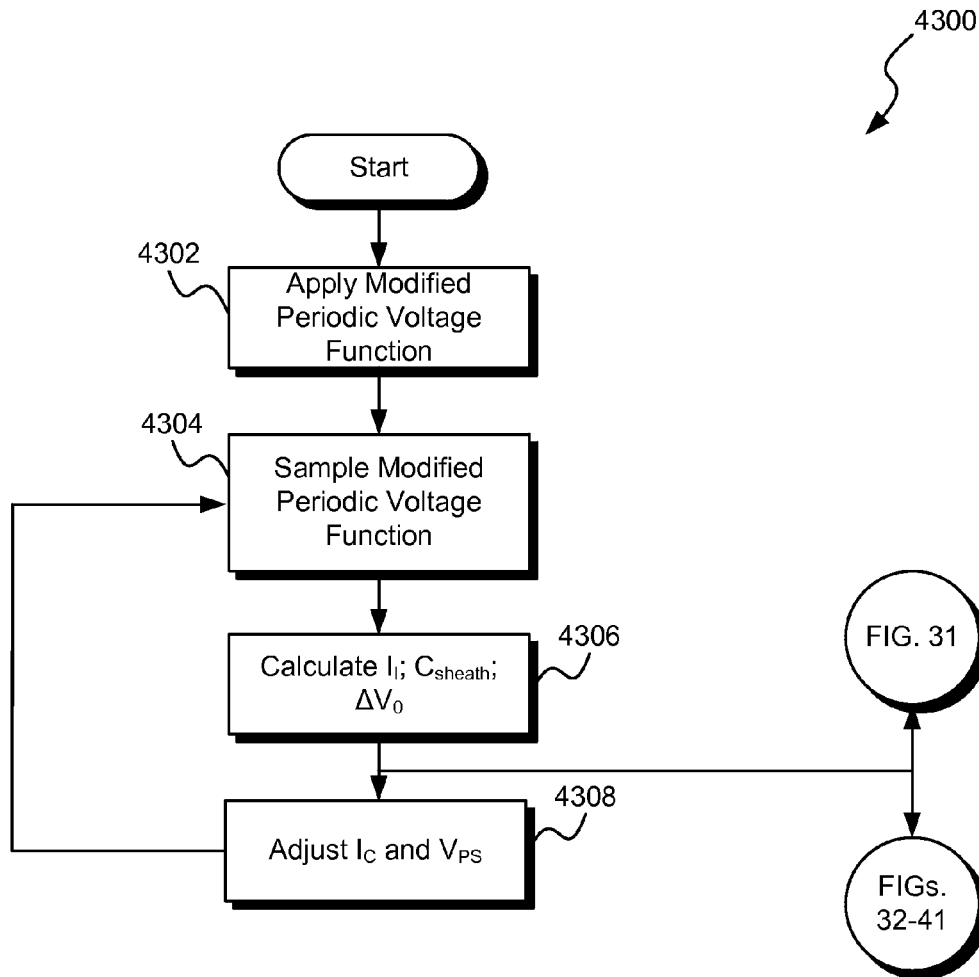 4300
Start
4302
Apply Modified
Periodic Voltage
Function
4304
Sample Modified
Periodic Voltage
Function
4306
Calculate I_I; C_sheath;
ΔV_0
FIG. 31
4308
Adjust I_C and V_PS
FIGs.
32-41